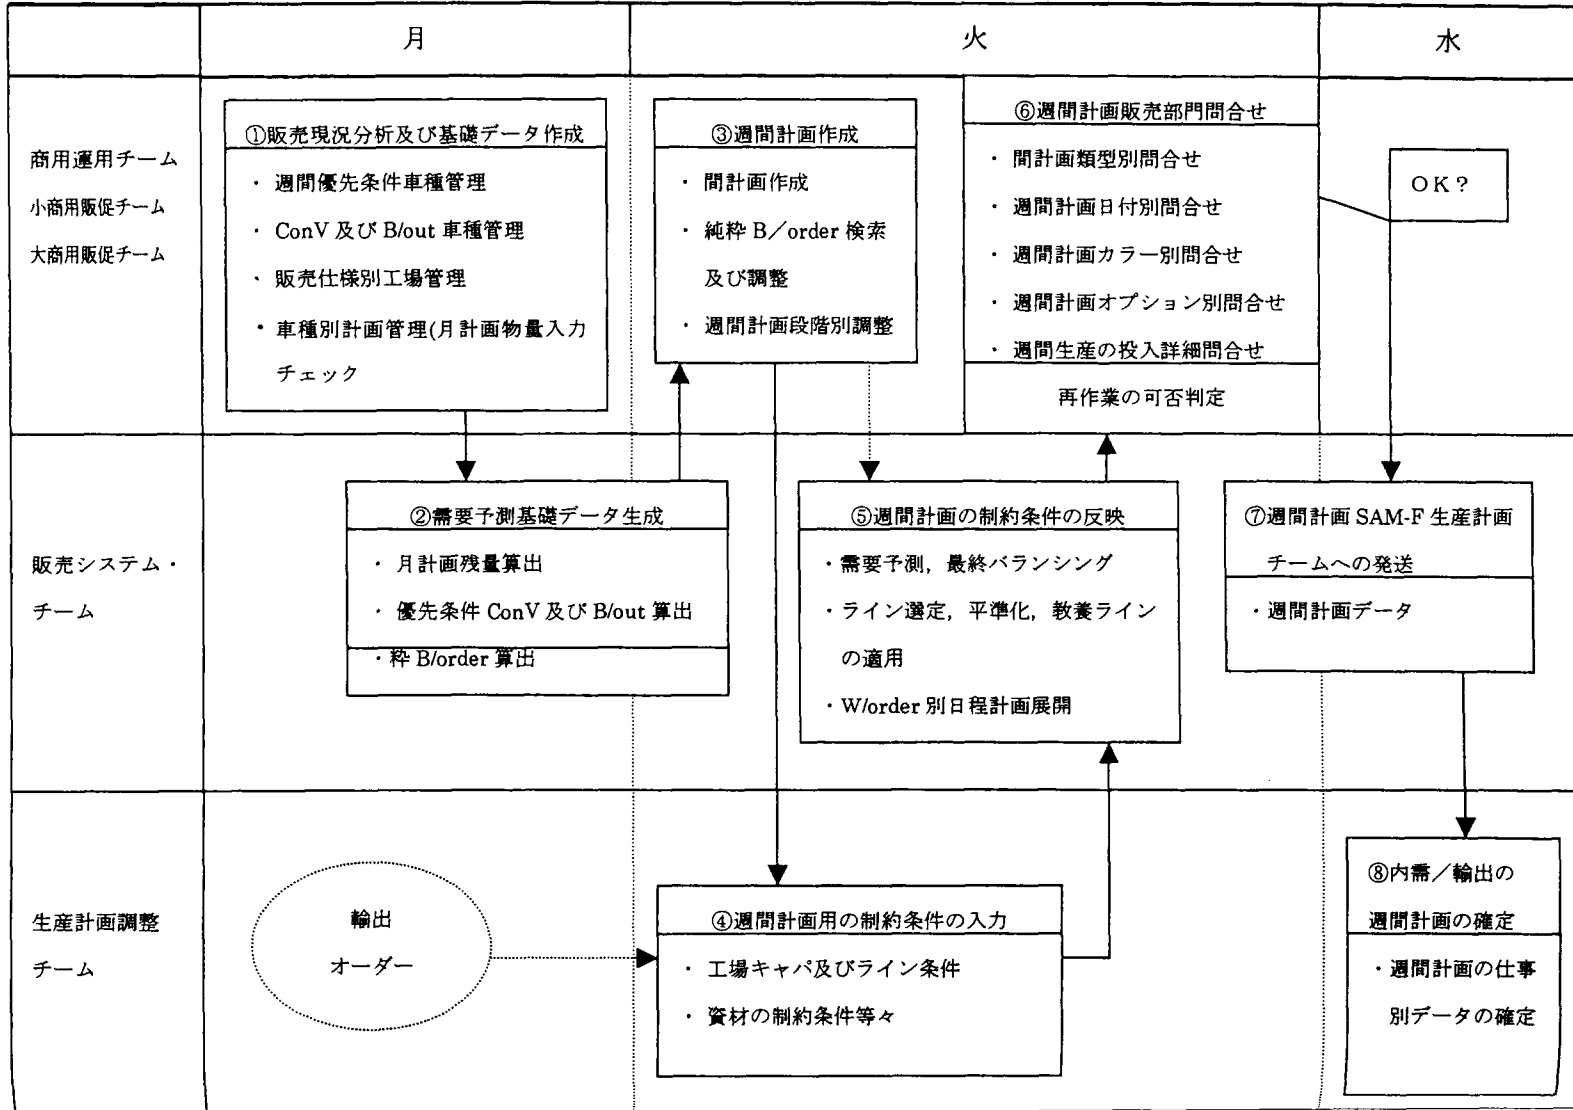 月
火
水
商用運用チーム
小商用販促チーム
大商用販促チーム
①販売現況分析及び基礎データ作成
・ 週間優先条件車種管理
・ ConV 及び B/out 車種管理
・ 販売仕様別工場管理
・ 車種別計画管理(月計画物量入力
チェック
③週間計画作成
・ 間計画作成
・ 純粋 B／order 検索
及び調整
・ 週間計画段階別調整
⑥週間計画販売部門問合せ
・ 間計画類型別問合せ
・ 週間計画日付別問合せ
・ 週間計画カラー別問合せ
・ 週間計画オプション別問合せ
・ 週間生産の投入詳細問合せ
再作業の可否判定
OK？
販売システム・
チーム
②需要予測基礎データ生成
・ 月計画残量算出
・ 優先条件 ConV 及び B/out 算出
・粋 B/order 算出
⑤週間計画の制約条件の反映
・需要予測，最終バランシング
・ライン選定，平準化，教養ライン
の適用
・W/order 別日程計画展開
⑦週間計画 SAM-F 生産計画
チームへの発送
・週間計画データ
生産計画調整
チーム
輸出
オーダー
④週間計画用の制約条件の入力
・ 工場キャパ及びライン条件
・ 資材の制約条件等々
⑧内需／輸出の
週間計画の確定
・週間計画の仕事
別データの確定